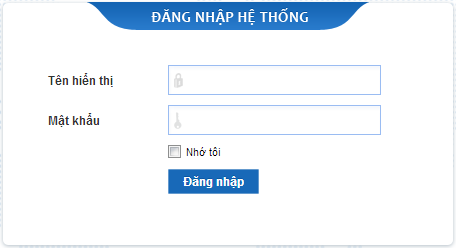 ĐĂNG NHẬP HỆ THỐNG
Tên hiển thị
Mật khẩu
Nhớ tôi
Đăng nhập